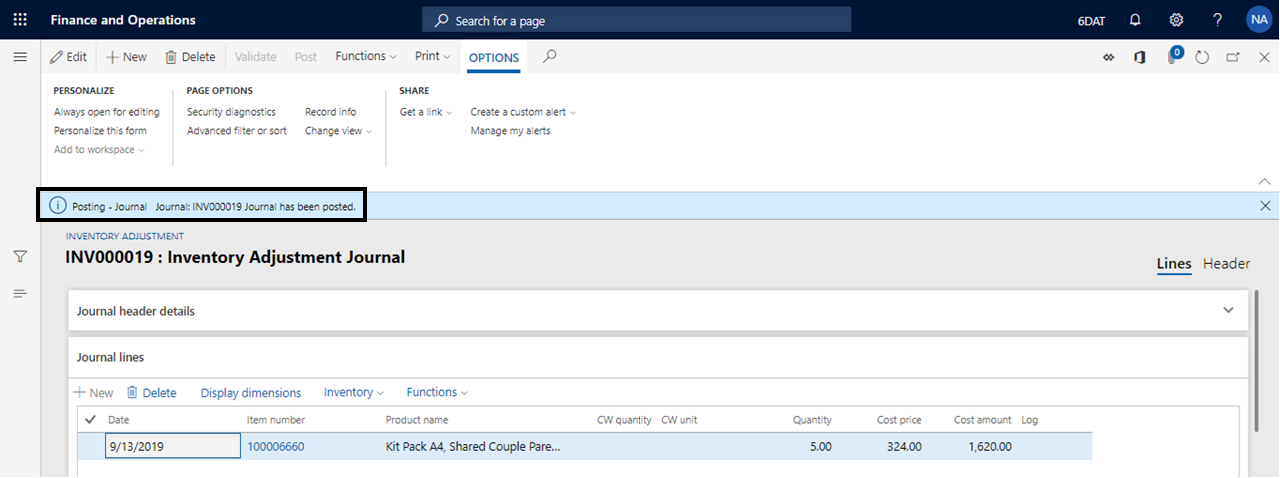 Finance and Operations Search for a page 6DAT NA
Edit New Delete Validate Post Functions Print OPTIONS 0
PERSONALIZE
Always open for editing
Personalize this form
Add to workspace
PAGE OPTIONS
Security diagnostics Record info
Advanced filter or sort Change view
SHARE
Get a link Create a custom alert
Manage my alerts
Posting - Journal Journal: INV000019 Journal has been posted.
INVENTORY ADJUSTMENT
INV000019 : Inventory Adjustment Journal
Lines Header
Journal header details
Journal lines
New Delete Display dimensions Inventory Functions
Date Item number Product name CW quantity CW unit Quantity Cost price Cost amount Log
9/13/2019 100006660 Kit Pack A4, Shared Couple Pare... 5.00 324.00 1,620.00